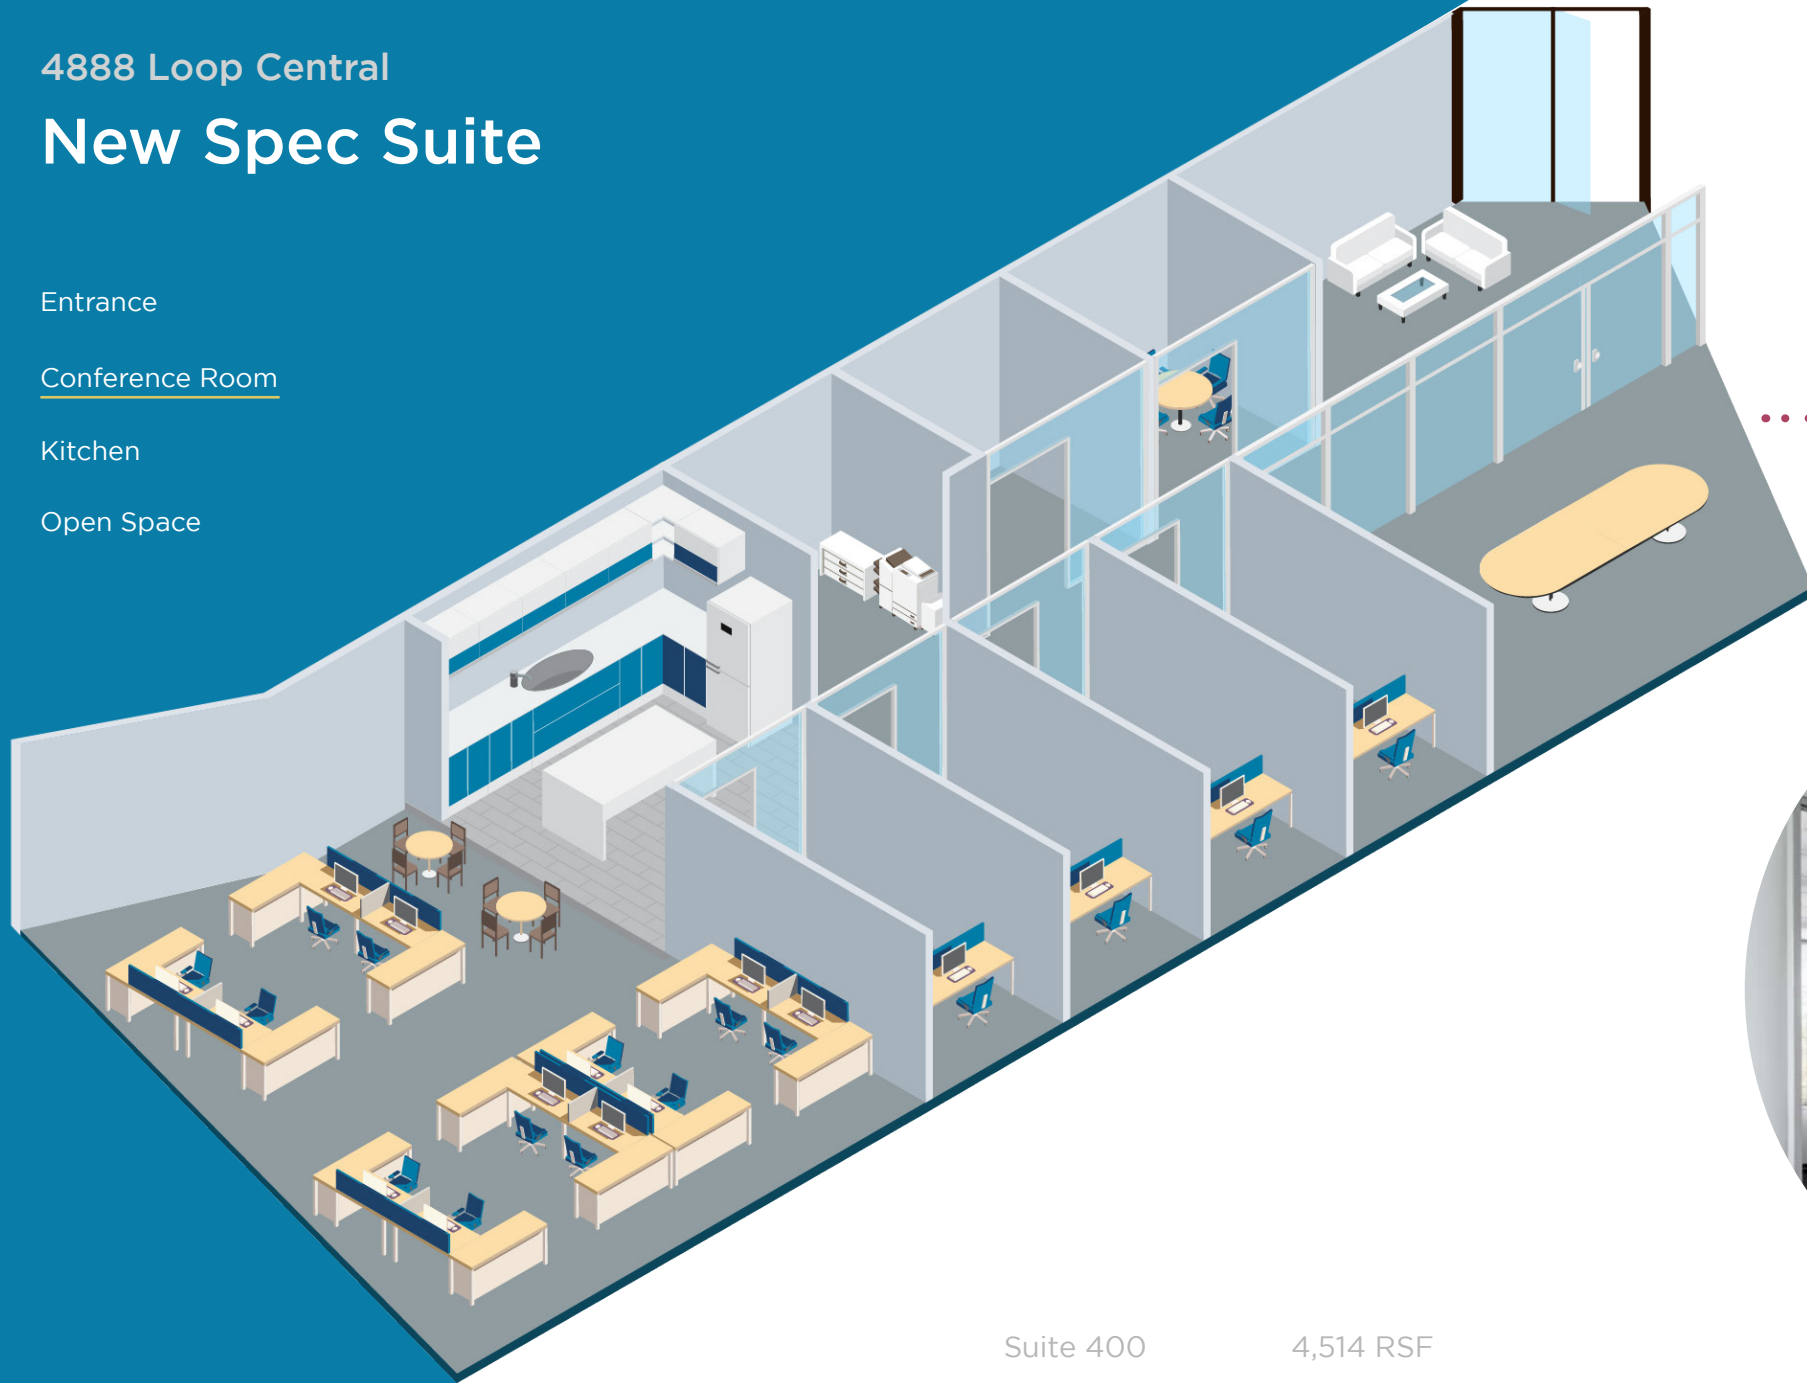 4888 Loop Central
New Spec Suite
Entrance
Conference Room
Kitchen
Open Space
Suite 400
4,514 RSF